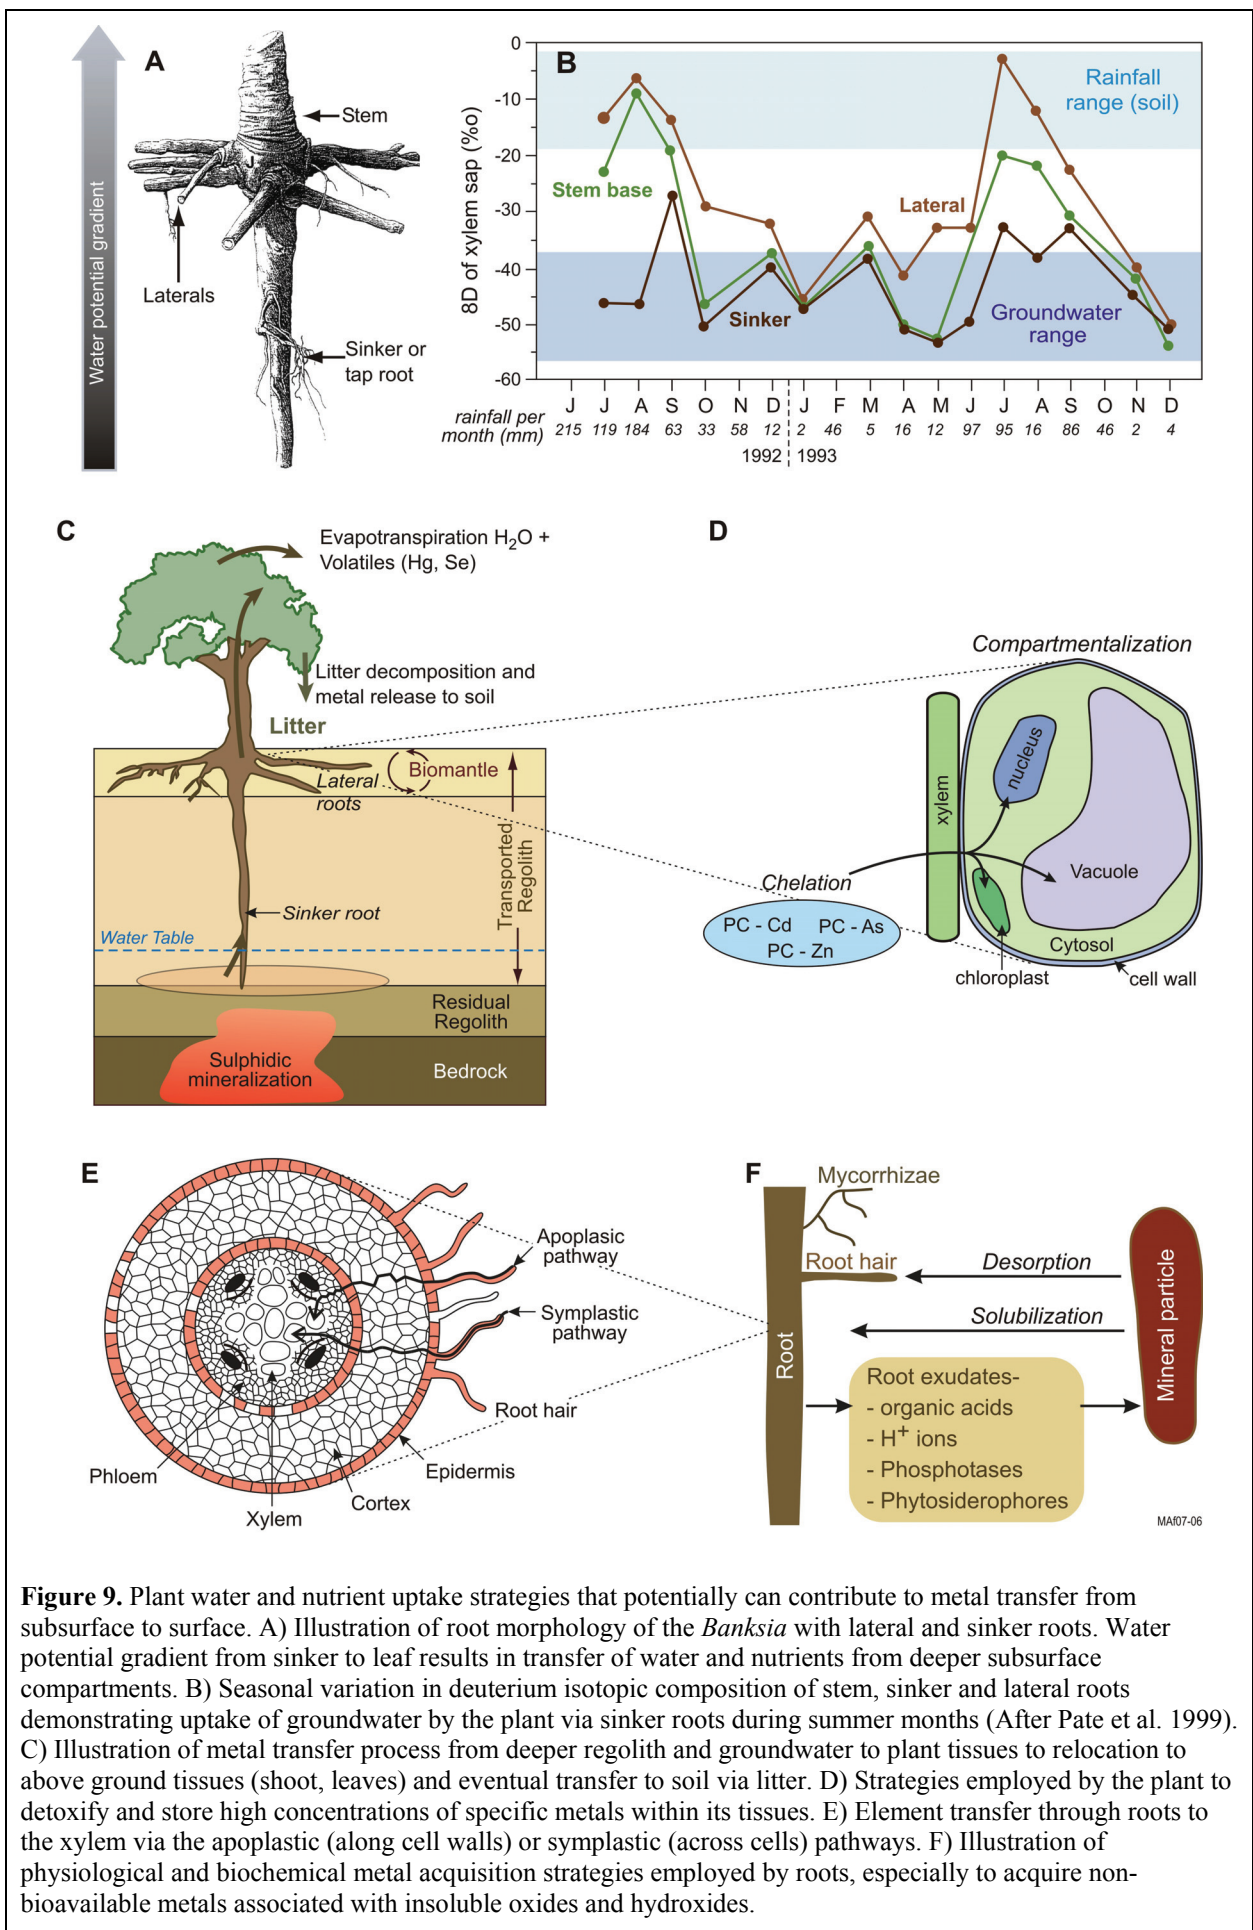 A
Stem
Laterals
Sinker or
tap root
J
Water potential gradient
B
0
-10
-20
-30
-40
-50
-60
8D of xylem sap (%o)
Rainfall
range (soil)
Stem base
Lateral
Sinker
Groundwater
range
J J A S O N D J F M A M J J A S O N D
rainfall per
month (mm)
215 119 184 63 33 58 12 2 46 5 16 12 97 95 16 86 46 2 4
1992 1993
C
Evapotranspiration H₂O +
Volatiles (Hg, Se)
Litter decomposition and
metal release to soil
Litter
Biomantle
Lateral
roots
Transported
Regolith
Sinker root
Water Table
Residual
Regolith
Sulphidic
mineralization
Bedrock
D
Compartmentalization
xylem
nucleus
Vacuole
Chelation
PC - Cd PC - As
PC - Zn
Cytosol
chloroplast
cell wall
E
Apoplasic
pathway
Symplastic
pathway
Root hair
Epidermis
Phloem
Cortex
Xylem
F
Mycorrhizae
Root hair
Desorption
Solubilization
Root
Mineral particle
Root exudates-
- organic acids
- H⁺ ions
- Phosphotases
- Phytosiderophores
MAf07-06
Figure 9. Plant water and nutrient uptake strategies that potentially can contribute to metal transfer from
subsurface to surface. A) Illustration of root morphology of the Banksia with lateral and sinker roots. Water
potential gradient from sinker to leaf results in transfer of water and nutrients from deeper subsurface
compartments. B) Seasonal variation in deuterium isotopic composition of stem, sinker and lateral roots
demonstrating uptake of groundwater by the plant via sinker roots during summer months (After Pate et al. 1999).
C) Illustration of metal transfer process from deeper regolith and groundwater to plant tissues to relocation to
above ground tissues (shoot, leaves) and eventual transfer to soil via litter. D) Strategies employed by the plant to
detoxify and store high concentrations of specific metals within its tissues. E) Element transfer through roots to
the xylem via the apoplastic (along cell walls) or symplastic (across cells) pathways. F) Illustration of
physiological and biochemical metal acquisition strategies employed by roots, especially to acquire non-
bioavailable metals associated with insoluble oxides and hydroxides.